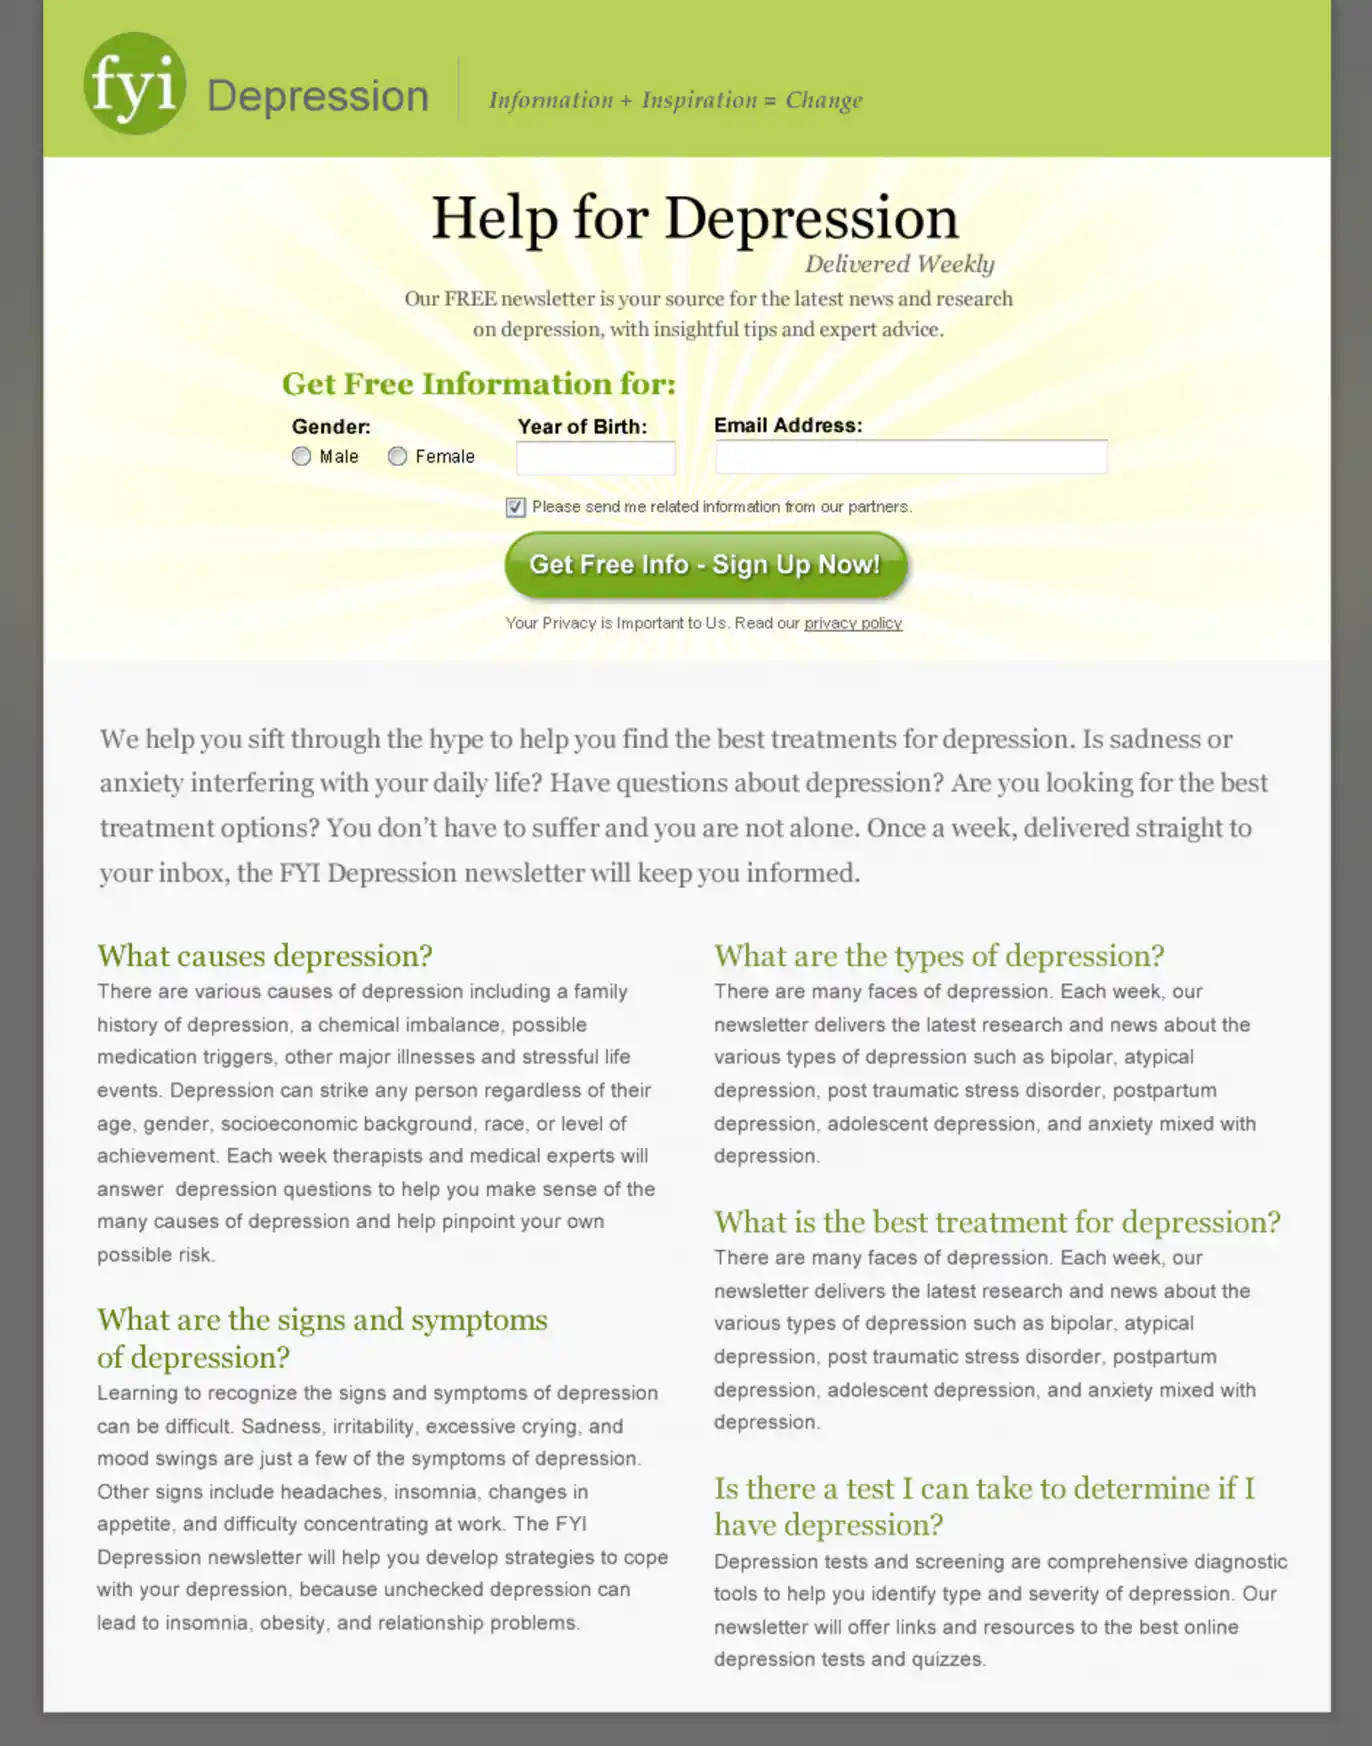 fyi Depression
Information + Inspiration = Change
Help for Depression
Delivered Weekly
Our FREE newsletter is your source for the latest news and research
on depression, with insightful tips and expert advice.
Get Free Information for:
Gender:
Male
Female
Year of Birth:
Email Address:
Please send me related information from our partners.
Get Free Info - Sign Up Now!
Your Privacy is Important to Us. Read our privacy policy
We help you sift through the hype to help you find the best treatments for depression. Is sadness or
anxiety interfering with your daily life? Have questions about depression? Are you looking for the best
treatment options? You don’t have to suffer and you are not alone. Once a week, delivered straight to
your inbox, the FYI Depression newsletter will keep you informed.
What causes depression?
There are various causes of depression including a family
history of depression, a chemical imbalance, possible
medication triggers, other major illnesses and stressful life
events. Depression can strike any person regardless of their
age, gender, socioeconomic background, race, or level of
achievement. Each week therapists and medical experts will
answer  depression questions to help you make sense of the
many causes of depression and help pinpoint your own
possible risk.
What are the signs and symptoms
of depression?
Learning to recognize the signs and symptoms of depression
can be difficult. Sadness, irritability, excessive crying, and
mood swings are just a few of the symptoms of depression.
Other signs include headaches, insomnia, changes in
appetite, and difficulty concentrating at work. The FYI
Depression newsletter will help you develop strategies to cope
with your depression, because unchecked depression can
lead to insomnia, obesity, and relationship problems.
What are the types of depression?
There are many faces of depression. Each week, our
newsletter delivers the latest research and news about the
various types of depression such as bipolar, atypical
depression, post traumatic stress disorder, postpartum
depression, adolescent depression, and anxiety mixed with
depression.
What is the best treatment for depression?
There are many faces of depression. Each week, our
newsletter delivers the latest research and news about the
various types of depression such as bipolar, atypical
depression, post traumatic stress disorder, postpartum
depression, adolescent depression, and anxiety mixed with
depression.
Is there a test I can take to determine if I
have depression?
Depression tests and screening are comprehensive diagnostic
tools to help you identify type and severity of depression. Our
newsletter will offer links and resources to the best online
depression tests and quizzes.